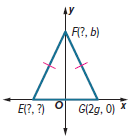 y
F(?, b)
E(?, ?)
O
G(2g, 0)
x